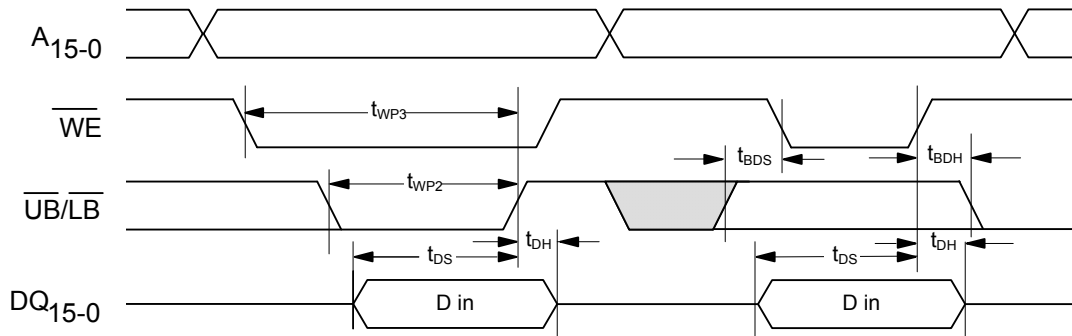 A15-0
WE
tWP3
tBDS
tBDH
UB/LB
tWP2
tDH
tDH
tDS
tDS
DQ15-0
D in
D in